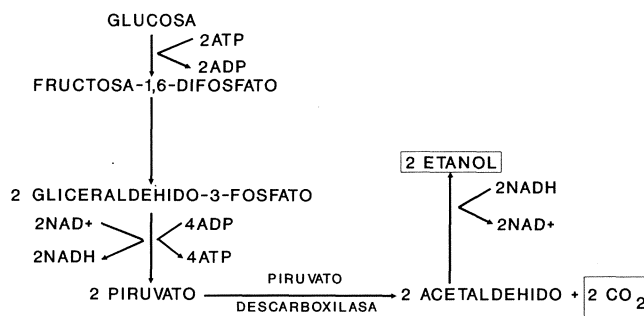 GLUCOSA
2ATP
2ADP
FRUCTOSA-1,6-DIFOSFATO
2 ETANOL
2 GLICERALDEHIDO-3-FOSFATO
2NADH
2NAD+
2NAD+
4ADP
2NADH
4ATP
PIRUVATO
2 PIRUVATO
2 ACETALDEHIDO + 2 CO2
DESCARBOXILASA